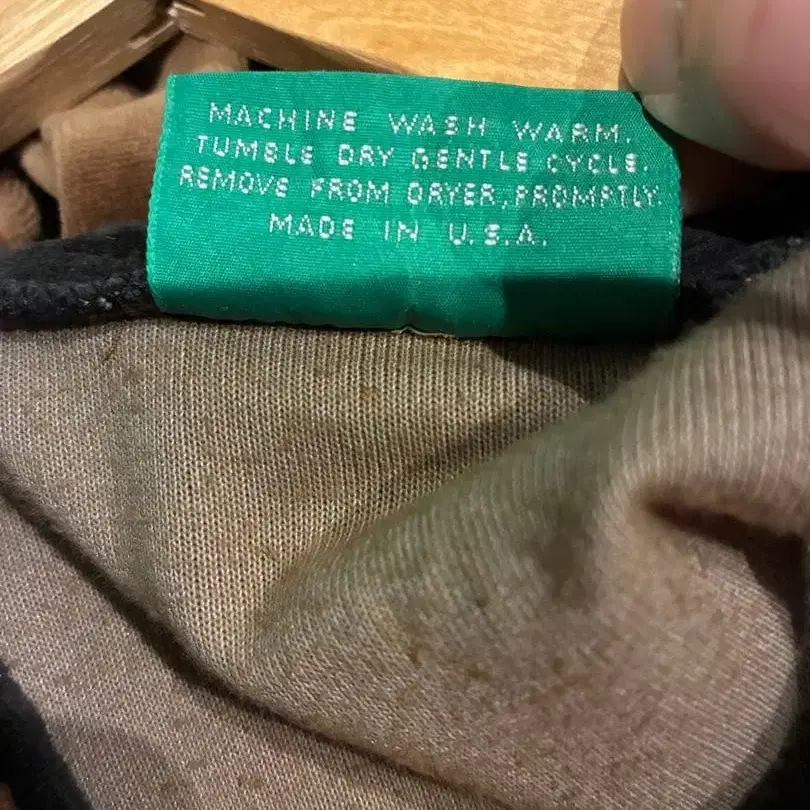 MACHINE WASH WARM.
TUMBLE DRY GENTLE CYCLE.
REMOVE FROM DRYER, PROMPTLY.
MADE IN U.S.A.